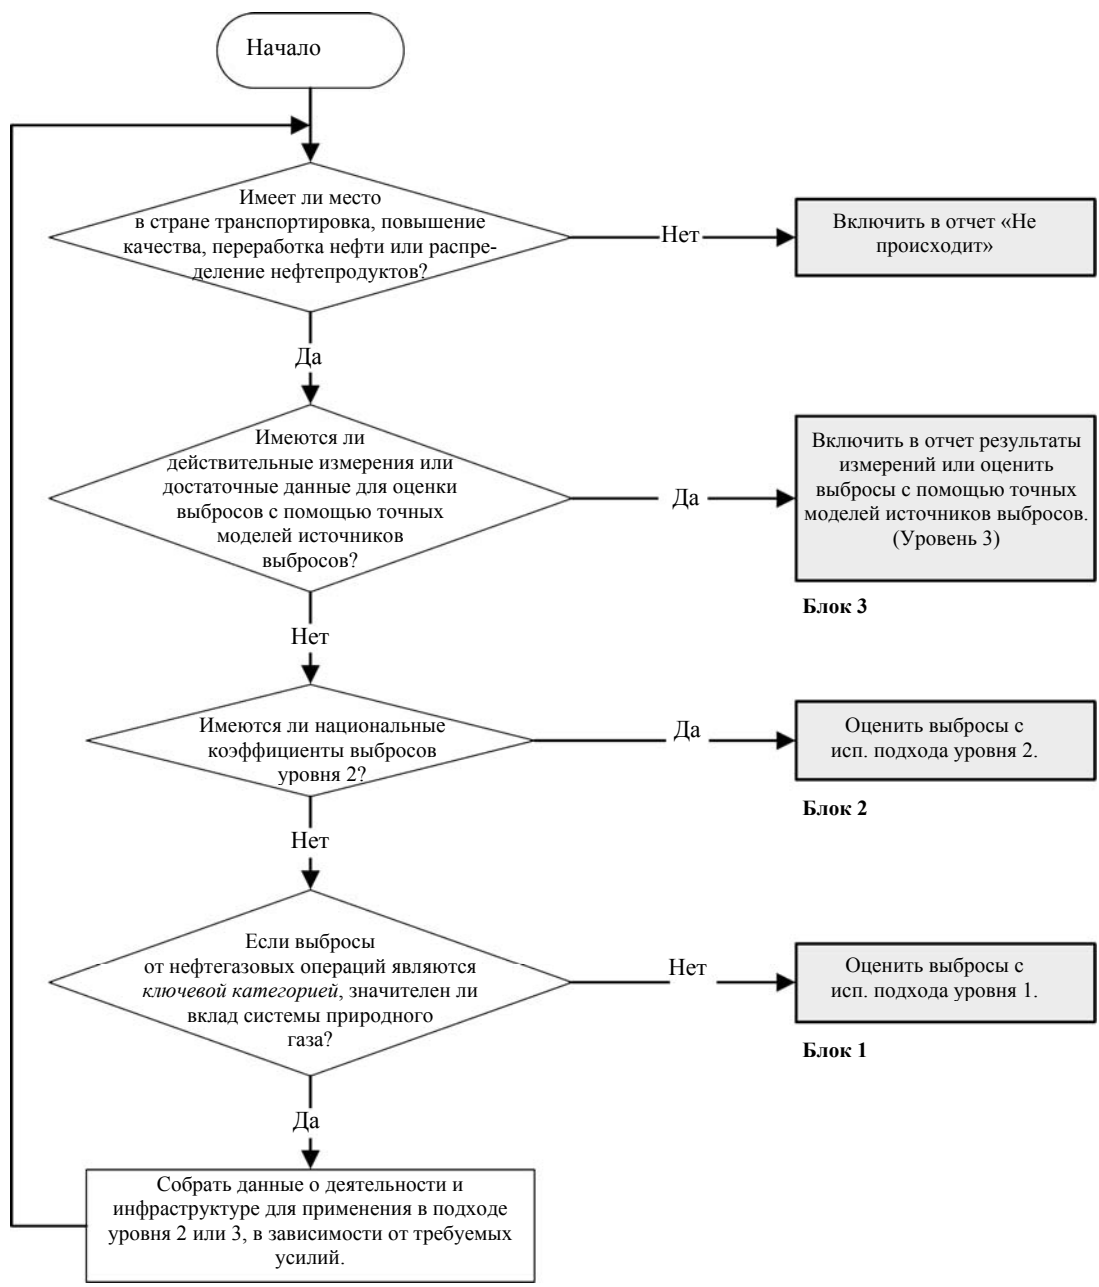 Начало
Имеет ли место
в стране транспортировка, повышение
качества, переработка нефти или распре-
деление нефтепродуктов?
Нет
Включить в отчет «Не
происходит»
Да
Имеются ли
действительные измерения или
достаточные данные для оценки
выбросов с помощью точных
моделей источников
выбросов?
Да
Включить в отчет результаты
измерений или оценить
выбросы с помощью точных
моделей источников выбросов.
(Уровень 3)
Блок 3
Нет
Имеются ли национальные
коэффициенты выбросов
уровня 2?
Да
Оценить выбросы с
исп. подхода уровня 2.
Блок 2
Нет
Если выбросы
от нефтегазовых операций являются
ключевой категорией, значителен ли
вклад системы природного
газа?
Нет
Оценить выбросы с
исп. подхода уровня 1.
Блок 1
Да
Собрать данные о деятельности и
инфраструктуре для применения в подходе
уровня 2 или 3, в зависимости от требуемых
усилий.